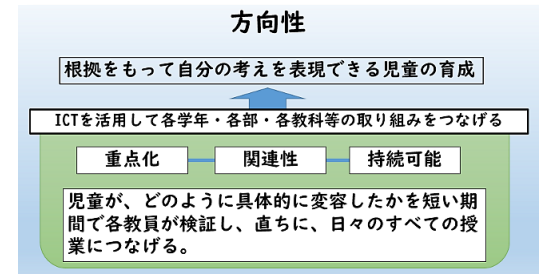 方向性
根拠をもって自分の考えを表現できる児童の育成
ICTを活用して各学年・各部・各教科等の取り組みをつなげる
重点化 関連性 持続可能
児童が、どのように具体的に変容したかを短い期
間で各教員が検証し、直ちに、日々のすべての授
業につなげる。